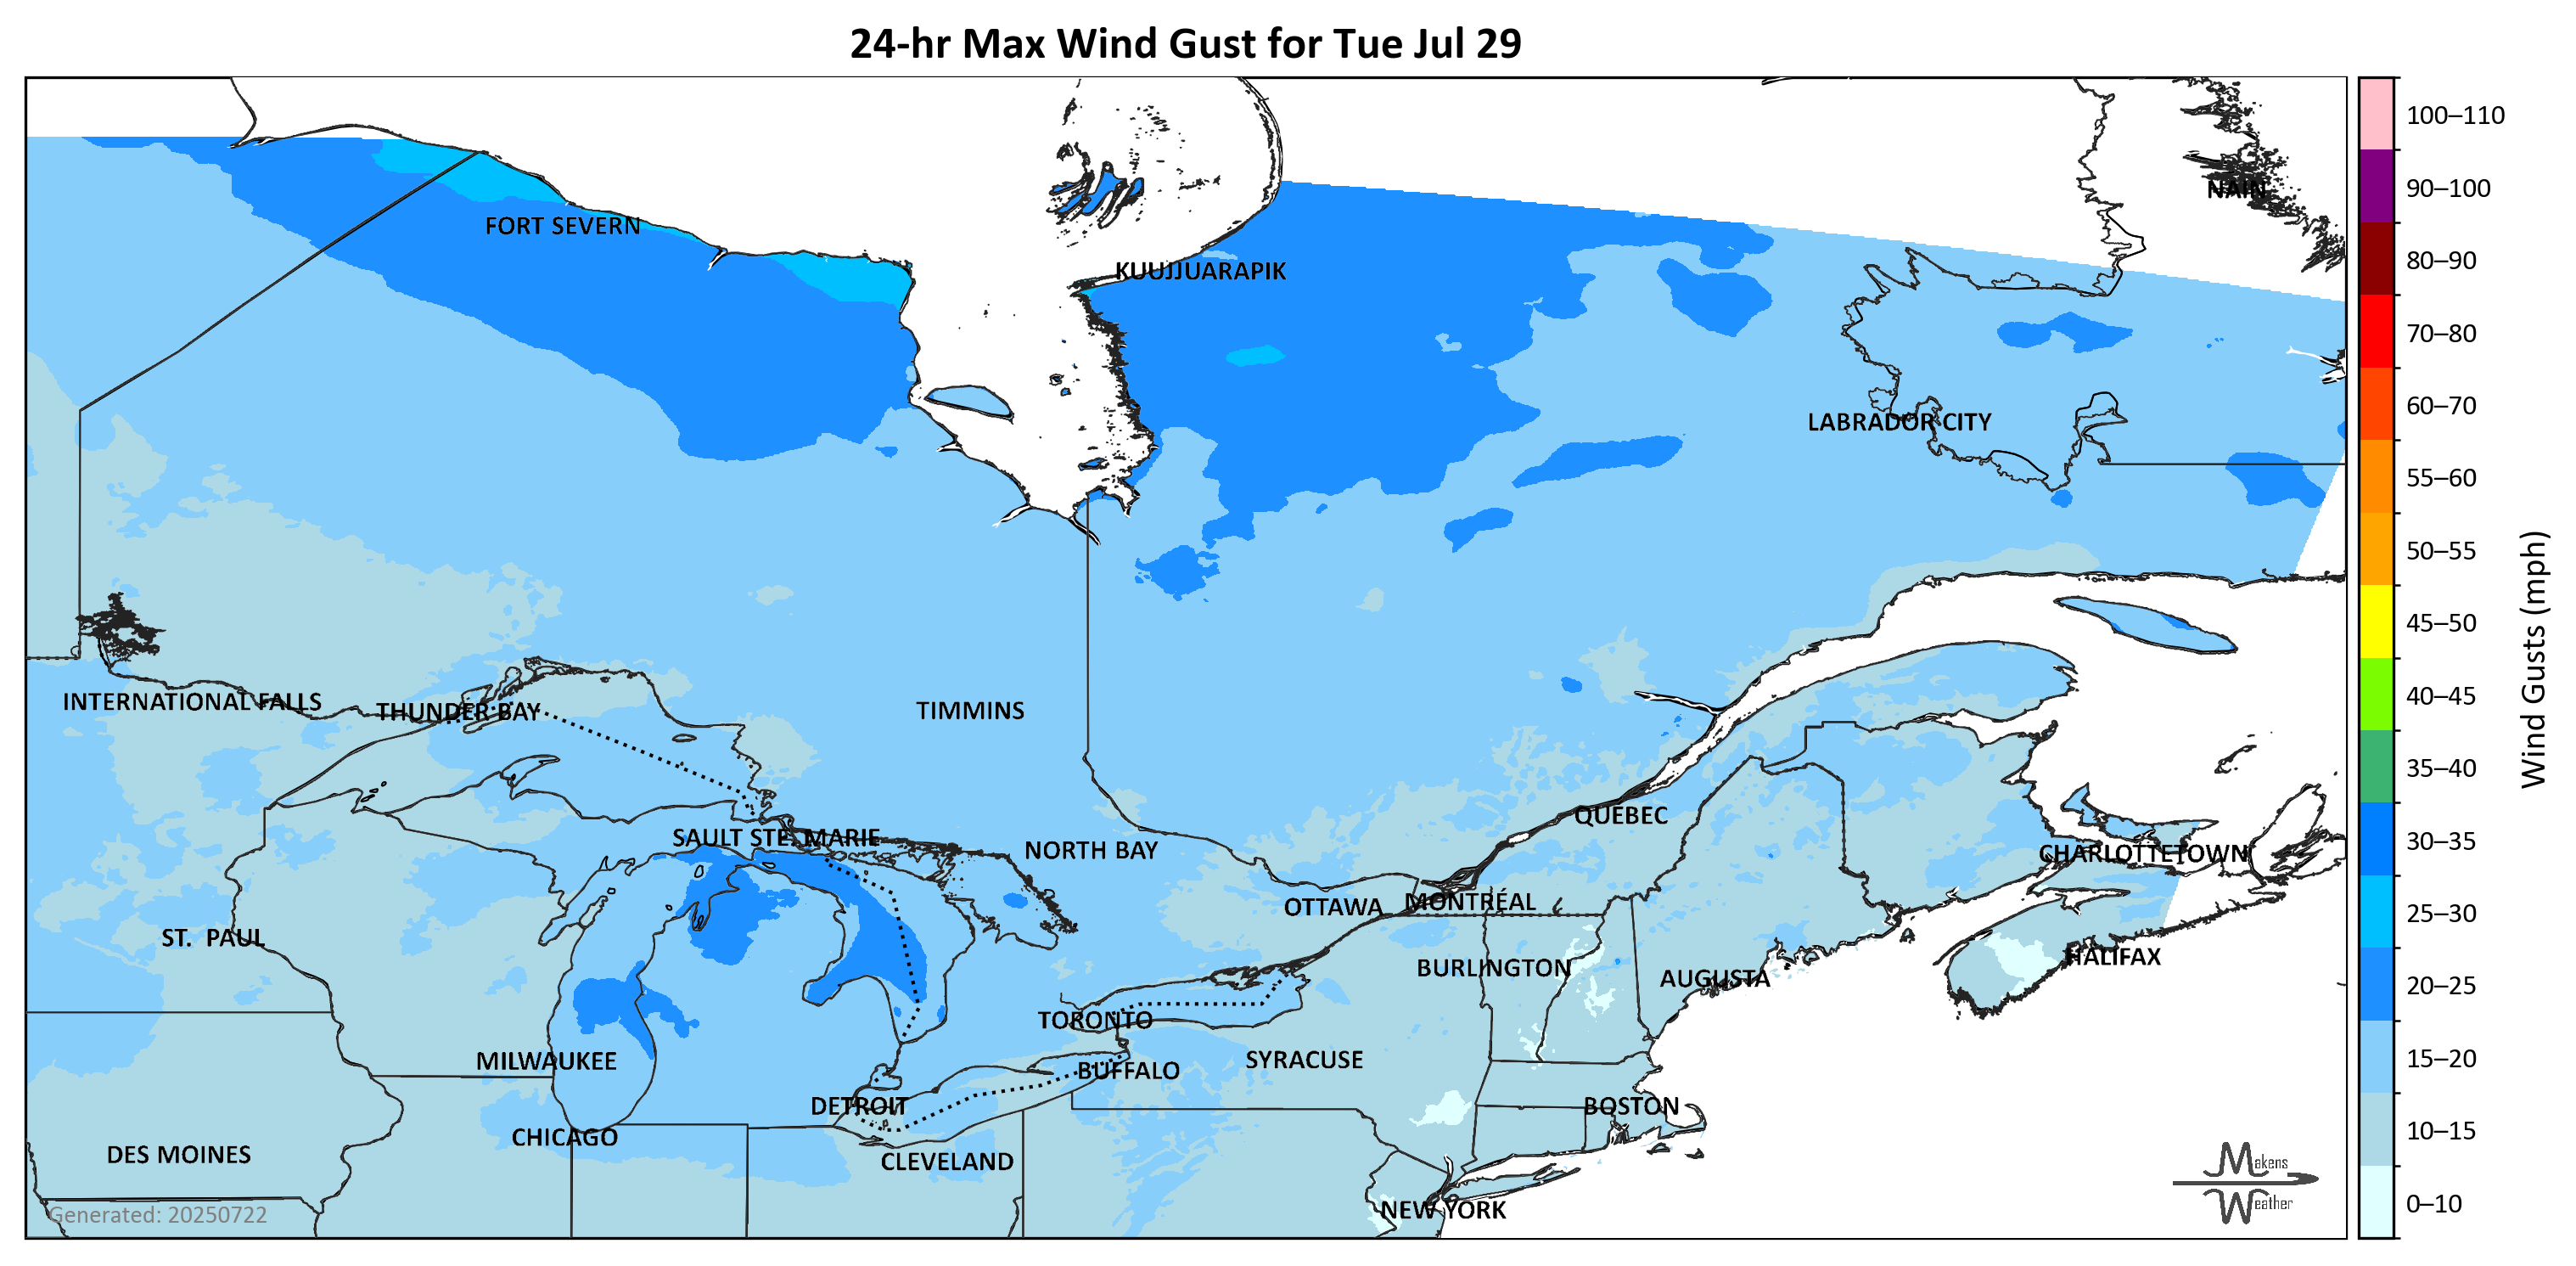 24-hr Max Wind Gust for Tue Jul 29
100–110
90–100
80–90
70–80
60–70
55–60
50–55
45–50
40–45
35–40
30–35
25–30
20–25
15–20
10–15
0–10
Wind Gusts (mph)
NAIN
FORT SEVERN
KUUJJUARAPIK
LABRADOR CITY
INTERNATIONAL FALLS
THUNDER BAY
TIMMINS
QUÉBEC
SAULT STE. MARIE
NORTH BAY
CHARLOTTETOWN
OTTAWA
MONTRÉAL
ST.  PAUL
HALIFAX
BURLINGTON
AUGUSTA
TORONTO
MILWAUKEE
SYRACUSE
BUFFALO
DETROIT
BOSTON
CHICAGO
DES MOINES
CLEVELAND
NEW YORK
Generated: 20250722
Makens
Weather